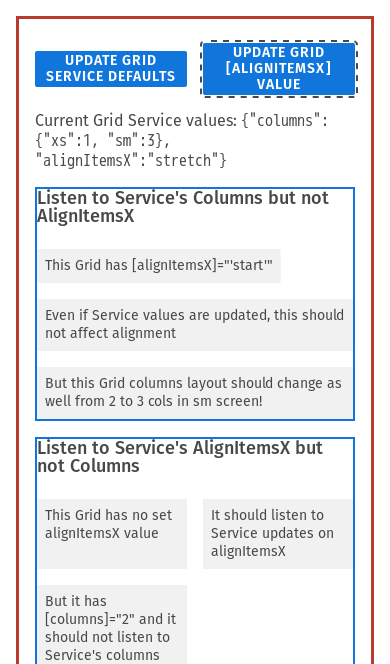 UPDATE GRID
SERVICE DEFAULTS
UPDATE GRID
[ALIGNITEMSX]
VALUE
Current Grid Service values: {"columns":
{"xs":1, "sm":3},
"alignItemsX":"stretch"}
Listen to Service's Columns but not
AlignItemsX
This Grid has [alignItemsX]="'start'"
Even if Service values are updated, this should
not affect alignment
But this Grid columns layout should change as
well from 2 to 3 cols in sm screen!
Listen to Service's AlignItemsX but
not Columns
This Grid has no set
alignItemsX value
It should listen to
Service updates on
alignItemsX
But it has
[columns]="2" and it
should not listen to
Service's columns